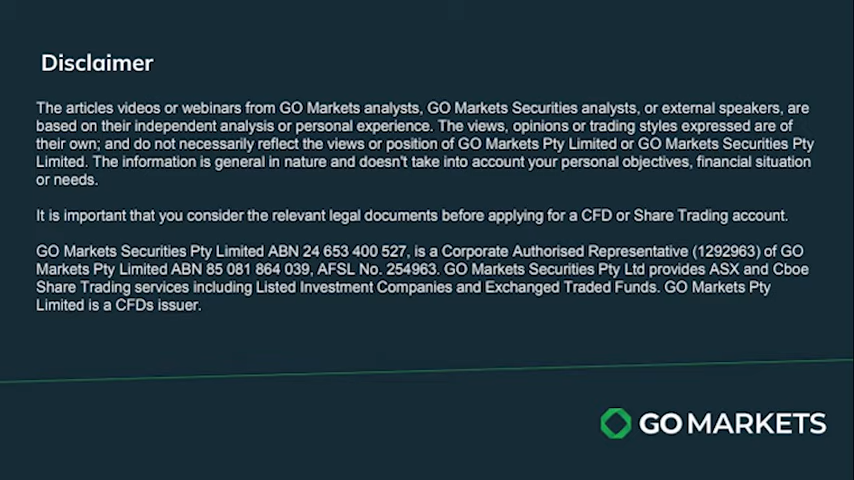 Disclaimer
The articles videos or webinars from GO Markets analysts, GO Markets Securities analysts, or external speakers, are
based on their independent analysis or personal experience. The views, opinions or trading styles expressed are of
their own; and do not necessarily reflect the views or position of GO Markets Pty Limited or GO Markets Securities Pty
Limited. The information is general in nature and doesn't take into account your personal objectives, financial situation
or needs.
It is important that you consider the relevant legal documents before applying for a CFD or Share Trading account.
GO Markets Securities Pty Limited ABN 24 653 400 527, is a Corporate Authorised Representative (1292963) of GO
Markets Pty Limited ABN 85 081 864 039, AFSL No. 254963. GO Markets Securities Pty Ltd provides ASX and Cboe
Share Trading services including Listed Investment Companies and Exchanged Traded Funds. GO Markets Pty
Limited is a CFDs issuer.
GO MARKETS